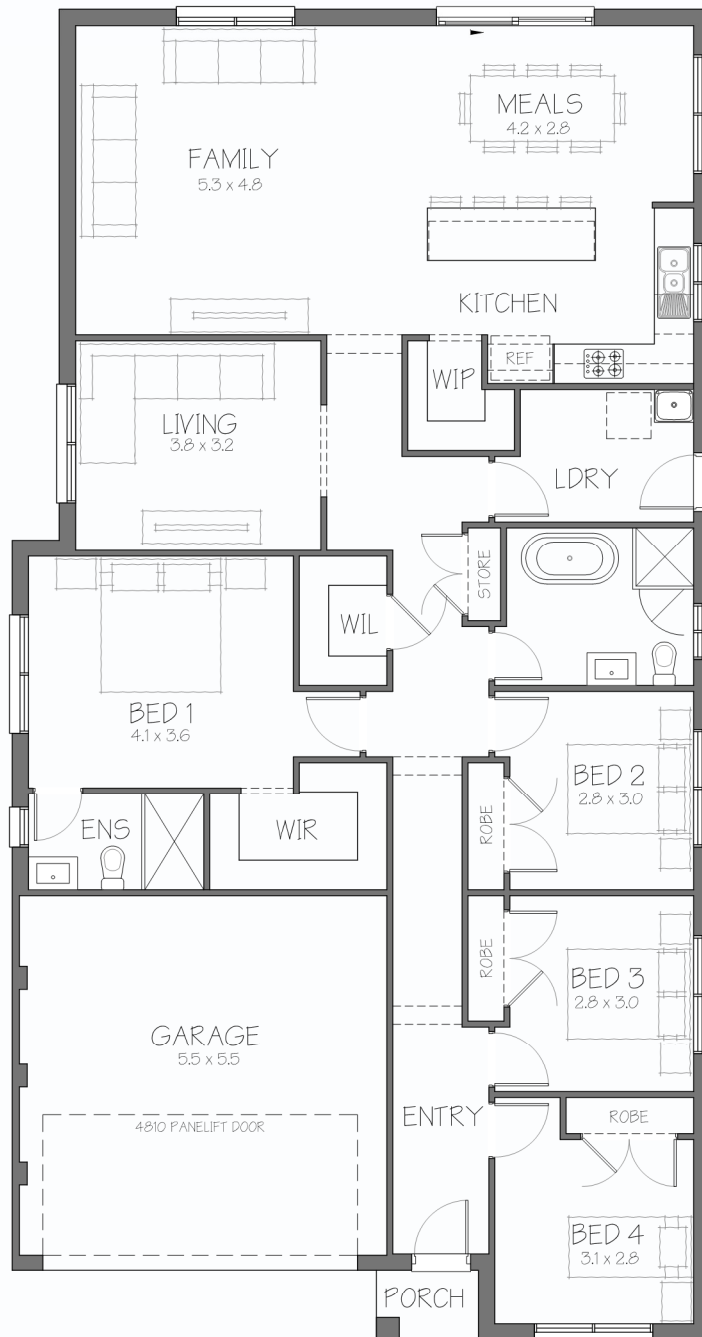 MEALS
4.2 x 2.8
FAMILY
5.3 x 4.8
KITCHEN
REF
WIP
LIVING
3.8 x 3.2
LDRY
STORE
WIL
BED 1
4.1 x 3.6
BED 2
2.8 x 3.0
ENS
WIR
ROBE
ROBE
BED 3
2.8 x 3.0
GARAGE
5.5 x 5.5
4810 PANELIFT DOOR
ENTRY
ROBE
BED 4
3.1 x 2.8
PORCH